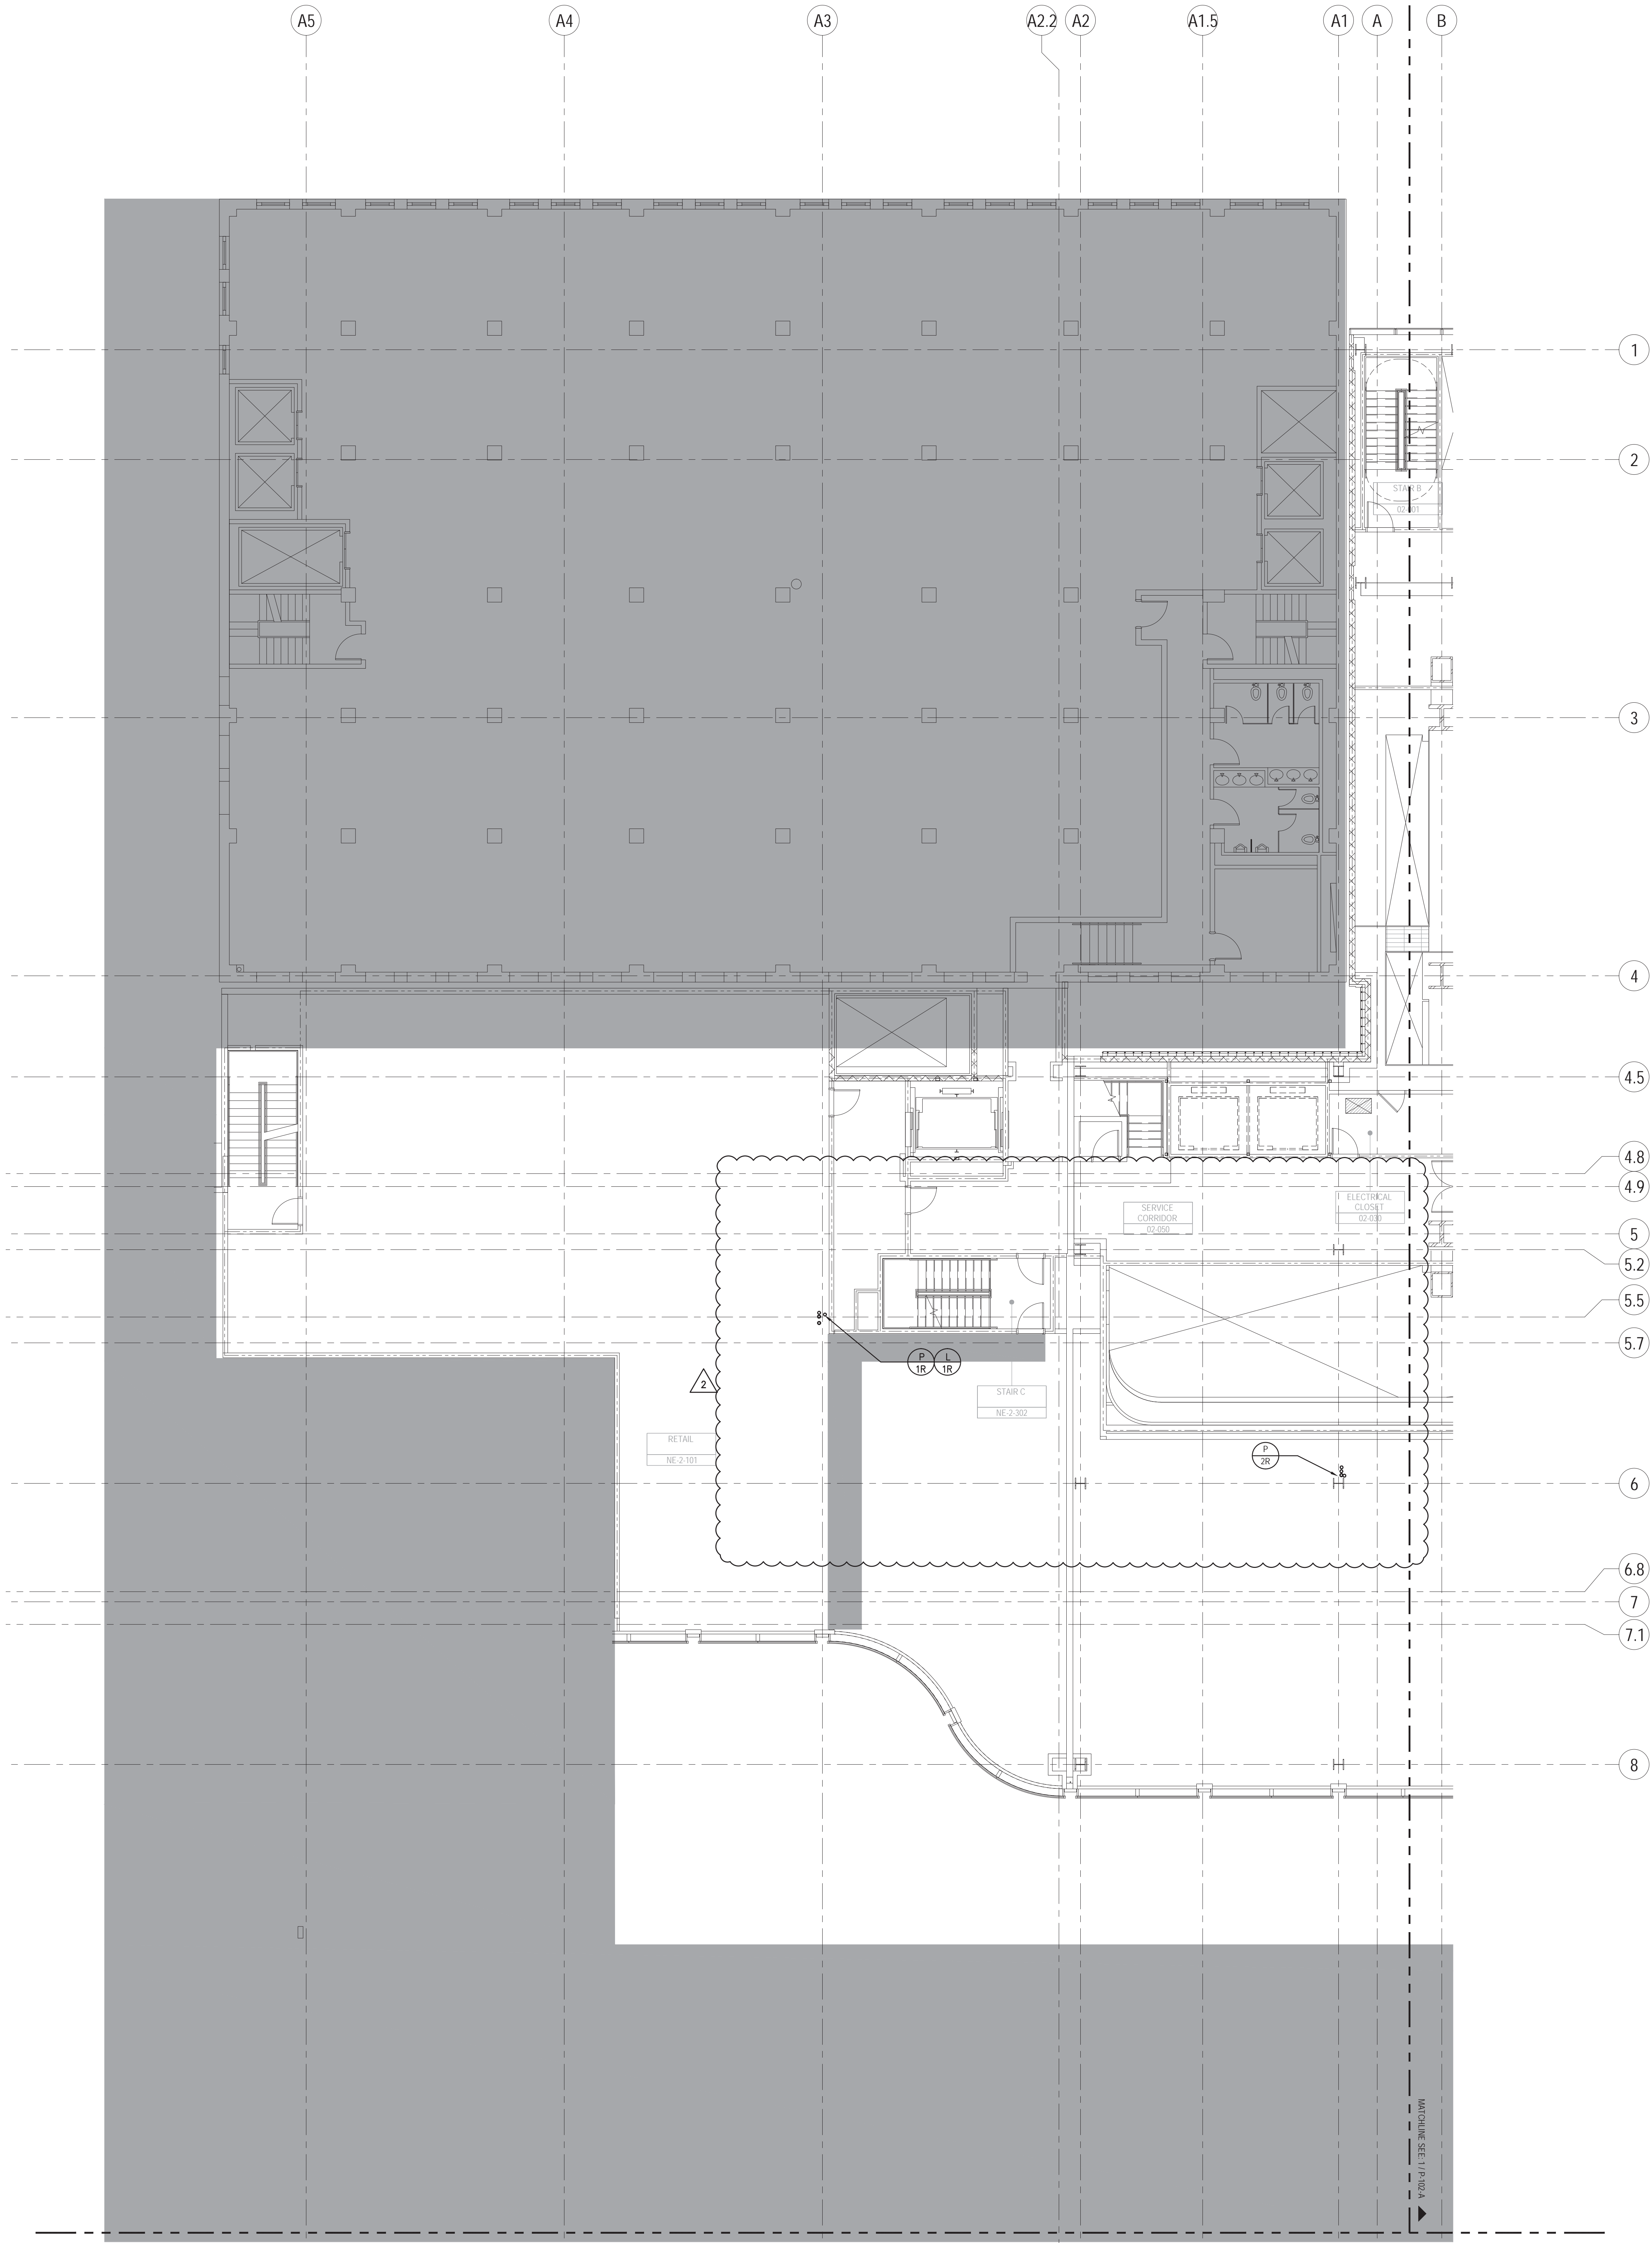 A5
A4
A3
A2.2
A2
A1.5
A1
A
B
1
2
STAIR B
3
4
4.5
4.8
4.9
ELECTRICAL
CLOSET
02-030
SERVICE
CORRIDOR
02-050
5
5.2
5.5
5.7
P
1R
L
1R
2
STAIR C
NE-2-302
RETAIL
NE-2-101
P
2R
6
6.8
7
7.1
8
MATCHLINE SEE: 1 / P-102-A